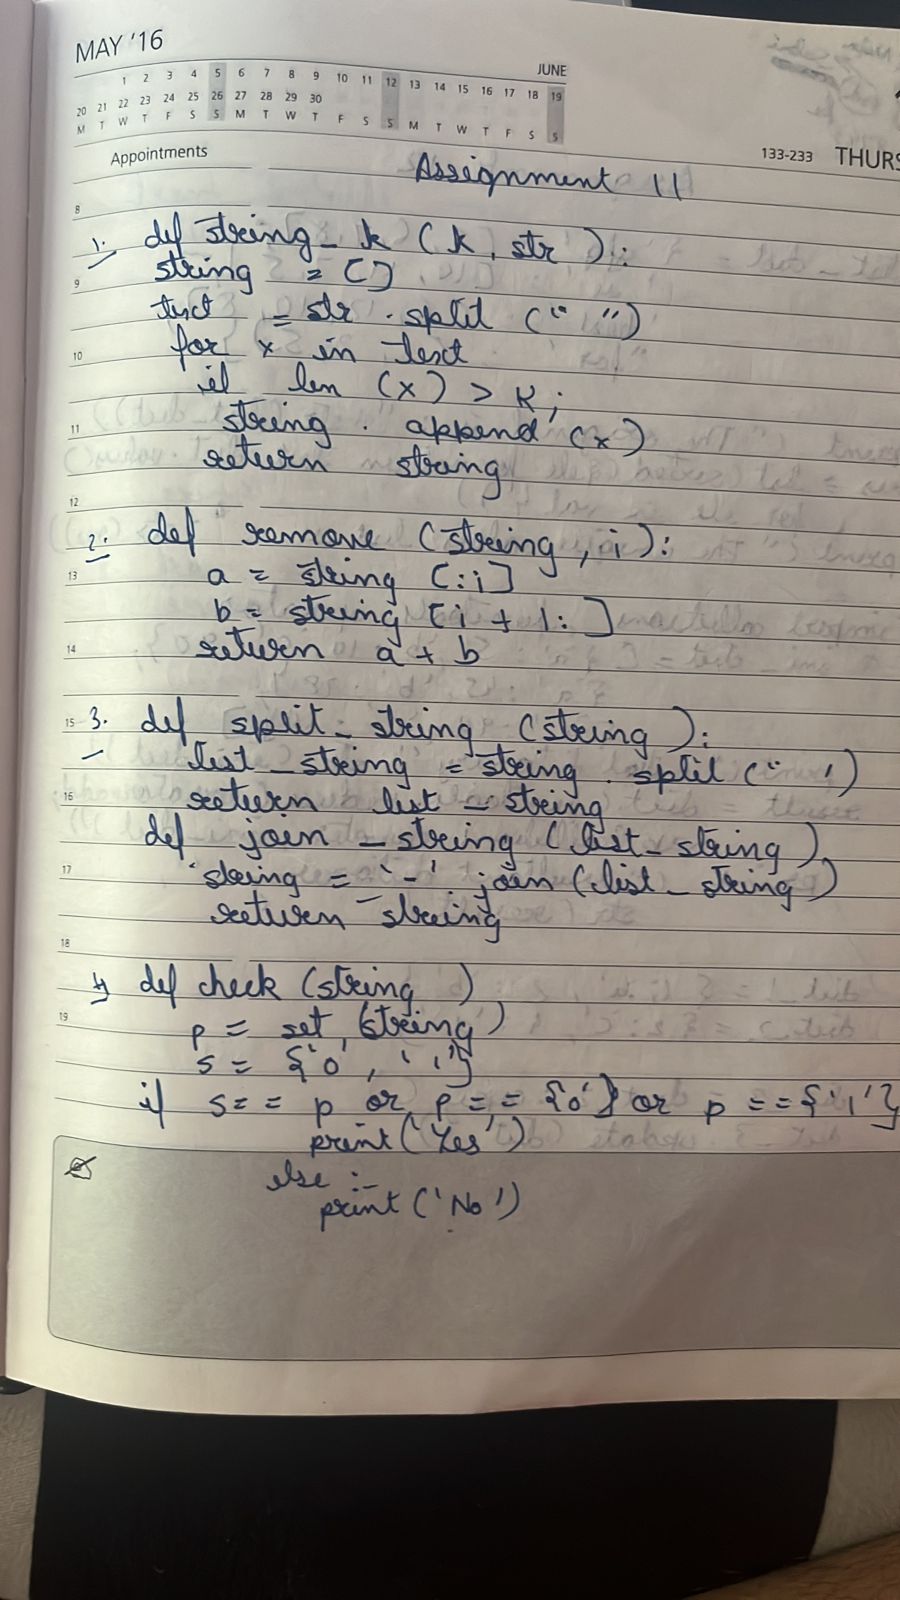 MAY '16
JUNE
1 2 3 4 5 6 7 8 9 10 11 12 13 14 15 16 17 18 19
20 21 22 23 24 25 26 27 28 29 30
M T W T F S S M T W T F S S M T W T F S S
Appointments
133-233 THURS
Assignment 11
8
1. def string_k (k, str ):
9 string = []
text = str . split (" ")
10 for x in text
if len (x) > K;
11 string . append (x)
return string
12
2. def remove (string, i):
13 a = string [:i]
b = string [i + 1: ]
14 return a + b
15 3. def split_string (string ):
list_string = string . split (" ')
16 return list_string
def join_string (list_string)
17 string = '-'. join (list_string)
return string
18
4 def check (string )
19 p = set (string)
s = {'0', '1'}
if s == p or p == {'0'} or p == {'1'}
print('Yes')
else :-
print ('No')